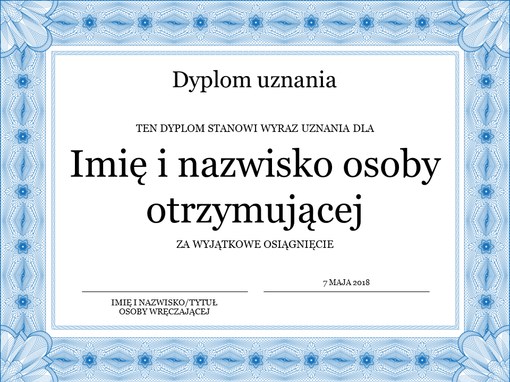 Dyplom uznania
TEN DYPLOM STANOWI WYRAZ UZNANIA DLA
Imię i nazwisko osoby
otrzymującej
ZA WYJĄTKOWE OSIĄGNIĘCIE
7 MAJA 2018
IMIĘ I NAZWISKO/TYTUŁ
OSOBY WRĘCZAJĄCEJ